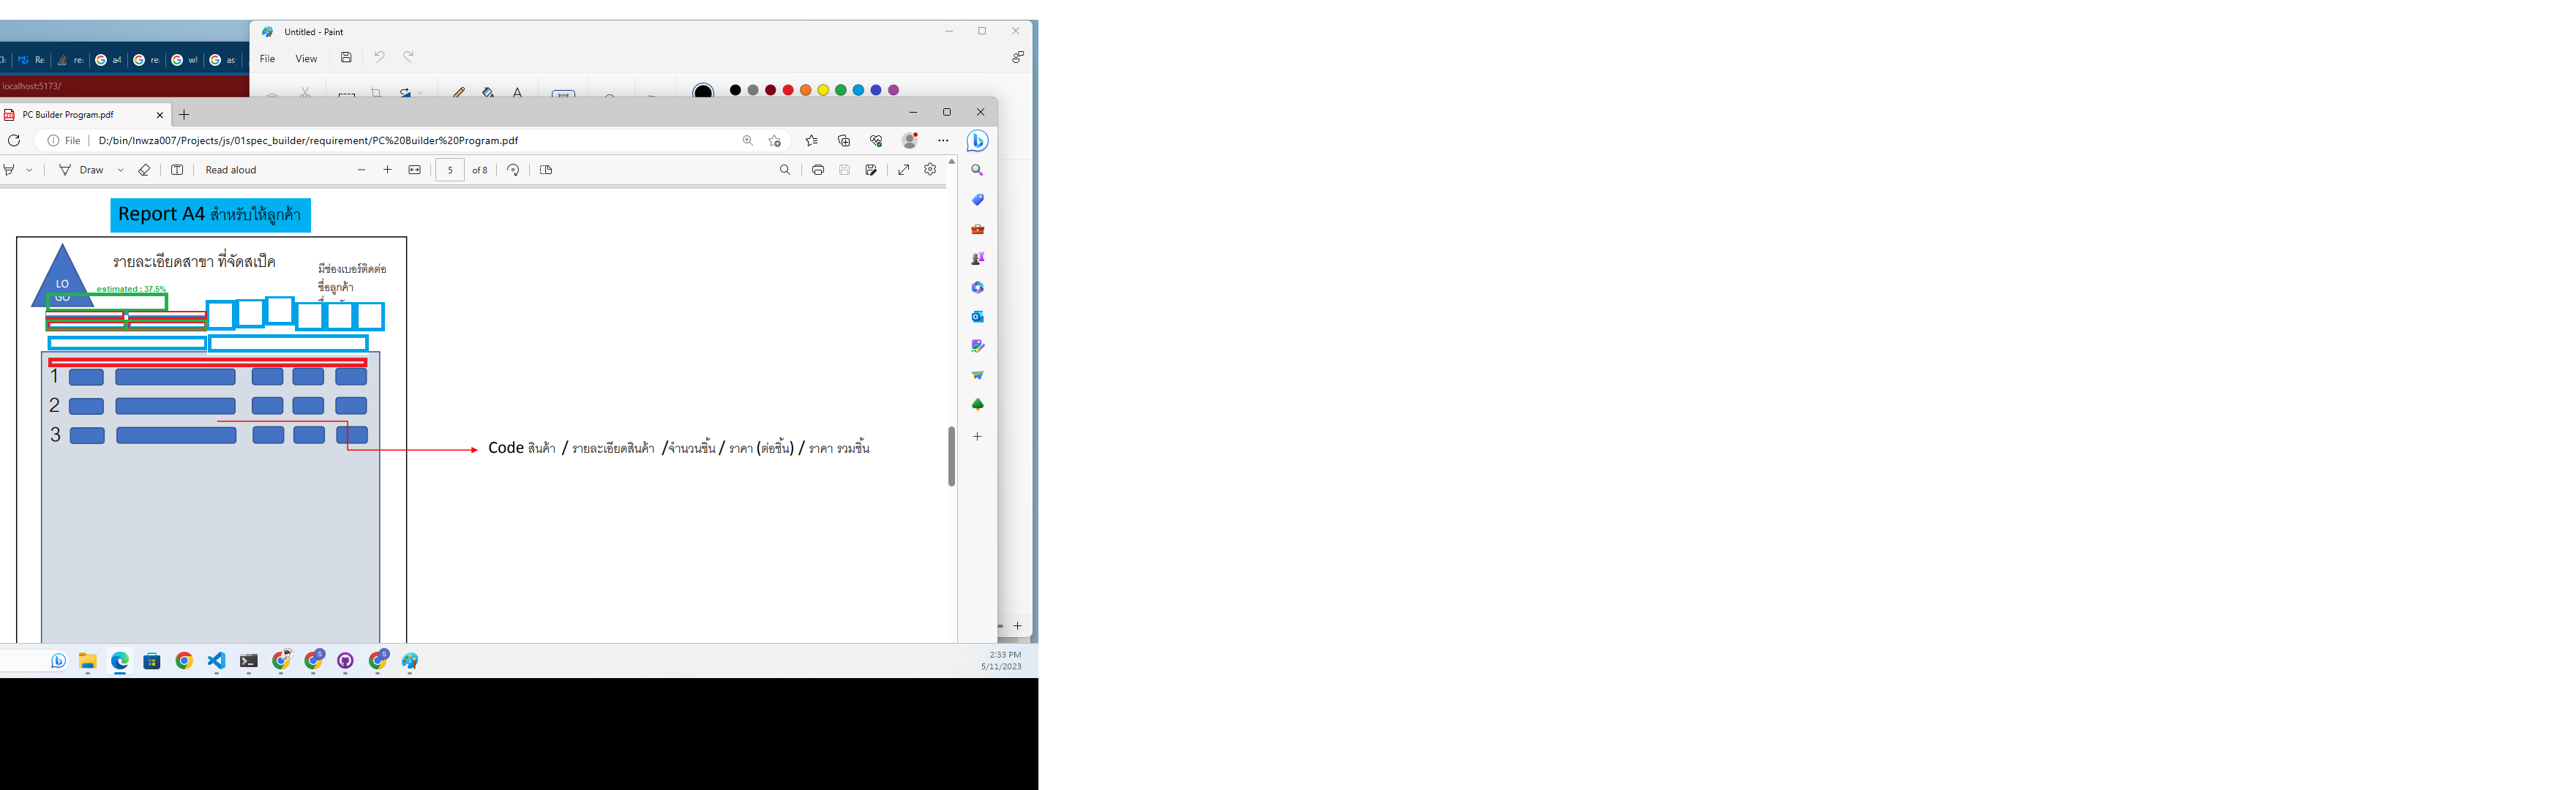 Untitled - Paint
File View
Re
re
a4
re
wl
as
localhost:5173/
PC Builder Program.pdf
File D:/bin/lnwza007/Projects/js/01spec_builder/requirement/PC%20Builder%20Program.pdf
Draw Read aloud 5 of 8
Report A4 สำหรับให้ลูกค้า
รายละเอียดสาขา ที่จัดสเป็ค
มีช่องเบอร์ติดต่อ
ชื่อลูกค้า
LO
GO
estimated : 37.5%
1
2
3
Code สินค้า / รายละเอียดสินค้า /จำนวนชิ้น / ราคา (ต่อชิ้น) / ราคา รวมชิ้น
S
S
2:33 PM
5/11/2023